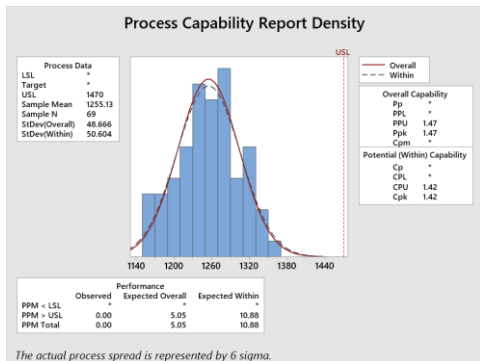 Process Capability Report Density
USL
Process Data
LSL *
Target *
USL 1470
Sample Mean 1255.13
Sample N 69
StDev(Overall) 48.666
StDev(Within) 50.604
Overall
Within
Overall Capability
Pp *
PPL *
PPU 1.47
Ppk 1.47
Cpm *
Potential (Within) Capability
Cp *
CPL *
CPU 1.42
Cpk 1.42
1140 1200 1260 1320 1380 1440
Performance
Observed Expected Overall Expected Within
PPM < LSL * * *
PPM > USL 0.00 5.05 10.88
PPM Total 0.00 5.05 10.88
The actual process spread is represented by 6 sigma.